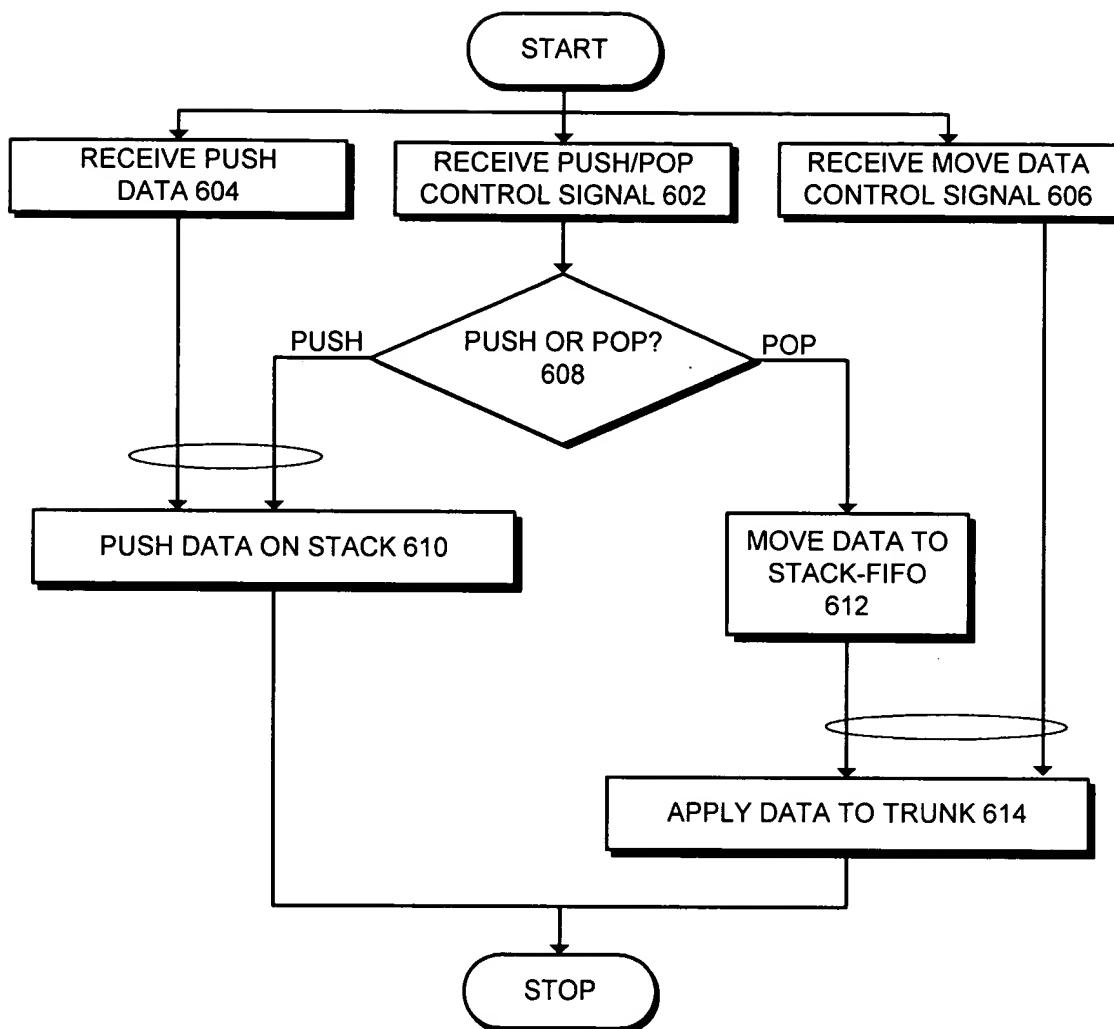 START
RECEIVE PUSH
DATA 604
RECEIVE PUSH/POP
CONTROL SIGNAL 602
RECEIVE MOVE DATA
CONTROL SIGNAL 606
PUSH
PUSH OR POP?
608
POP
PUSH DATA ON STACK 610
MOVE DATA TO
STACK-FIFO
612
APPLY DATA TO TRUNK 614
STOP